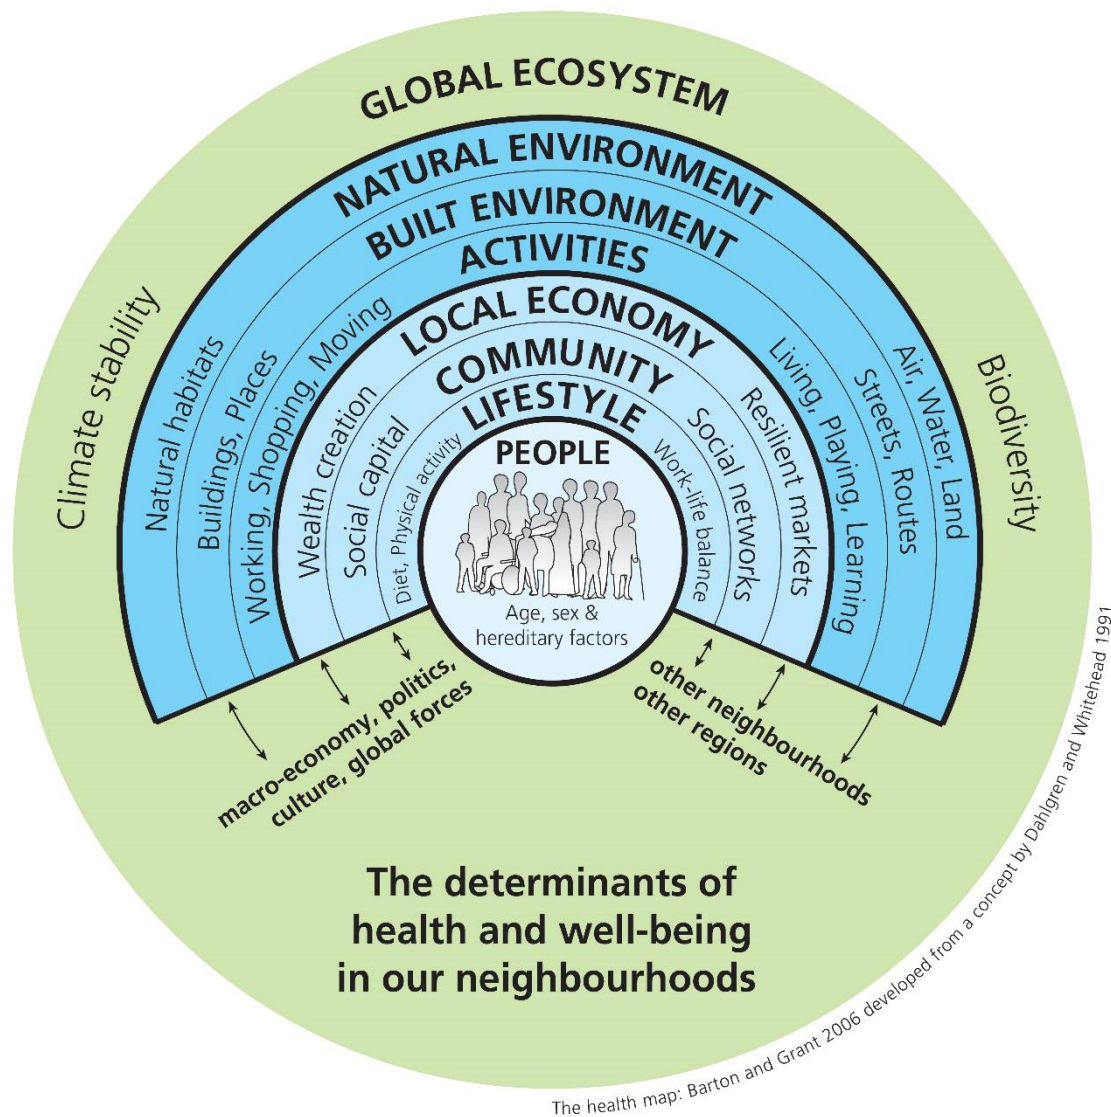 GLOBAL ECOSYSTEM
NATURAL ENVIRONMENT
BUILT ENVIRONMENT
ACTIVITIES
LOCAL ECONOMY
COMMUNITY
LIFESTYLE
PEOPLE
Age, sex &
hereditary factors
Climate stability
Natural habitats
Buildings, Places
Working, Shopping, Moving
Wealth creation
Social capital
Diet, Physical activity
Work-life balance
Social networks
Resilient markets
Living, Playing, Learning
Streets, Routes
Air, Water, Land
Biodiversity
macro-economy, politics,
culture, global forces
other neighbourhoods
other regions
The determinants of
health and well-being
in our neighbourhoods
The health map: Barton and Grant 2006 developed from a concept by Dahlgren and Whitehead 1991